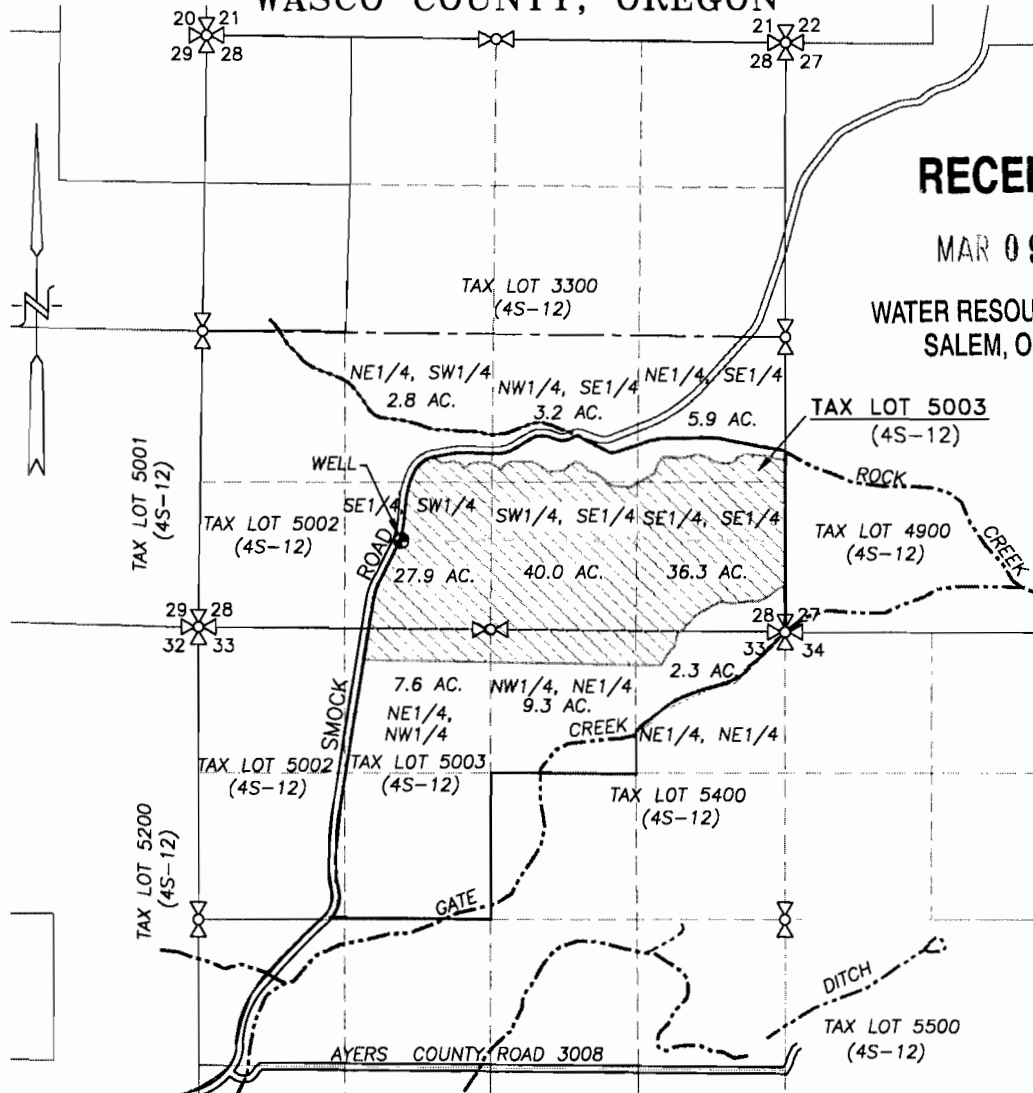 WASCO COUNTY, OREGON
20 21
29 28
21 22
28 27
MAR 0
WATER
SALEM,
N
TAX LOT 3300
(4S-12)
NE1/4, SW1/4
2.8 AC.
NW1/4, SE1/4
3.2 AC.
NE1/4, SE1/4
5.9 AC.
TAX LOT 5003
(4S-12)
WELL
ROCK
CREEK
TAX LOT 5001
(4S-12)
TAX LOT 5002
(4S-12)
SE1/4, SW1/4
27.9 AC.
SW1/4, SE1/4
40.0 AC.
SE1/4, SE1/4
36.3 AC.
TAX LOT 4900
(4S-12)
ROAD
SMOCK
29 28
32 33
28 27
33 34
7.6 AC.
NE1/4,
NW1/4
NW1/4, NE1/4
9.3 AC.
2.3 AC.
NE1/4, NE1/4
CREEK
TAX LOT 5002
(4S-12)
TAX LOT 5003
(4S-12)
TAX LOT 5400
(4S-12)
TAX LOT 5200
(4S-12)
GATE
DITCH
TAX LOT 5500
(4S-12)
AYERS COUNTY ROAD 3008